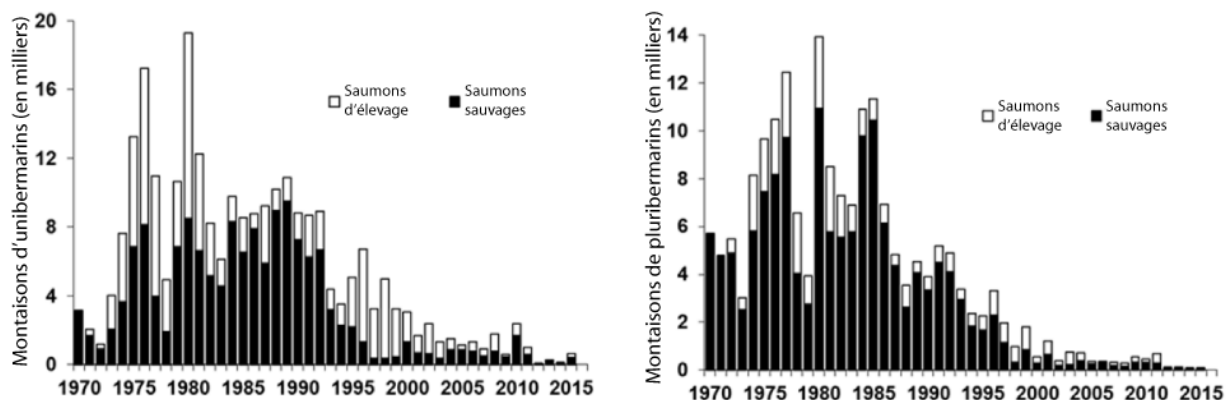 Montaisons d'unibermarins (en milliers)
20
16
12
8
4
0
Saumons
d'élevage
Saumons
sauvages
1970 1975 1980 1985 1990 1995 2000 2005 2010 2015
Montaisons de pluribermarins (en milliers)
14
12
10
8
6
4
2
0
Saumons
d'élevage
Saumons
sauvages
1970 1975 1980 1985 1990 1995 2000 2005 2010 2015